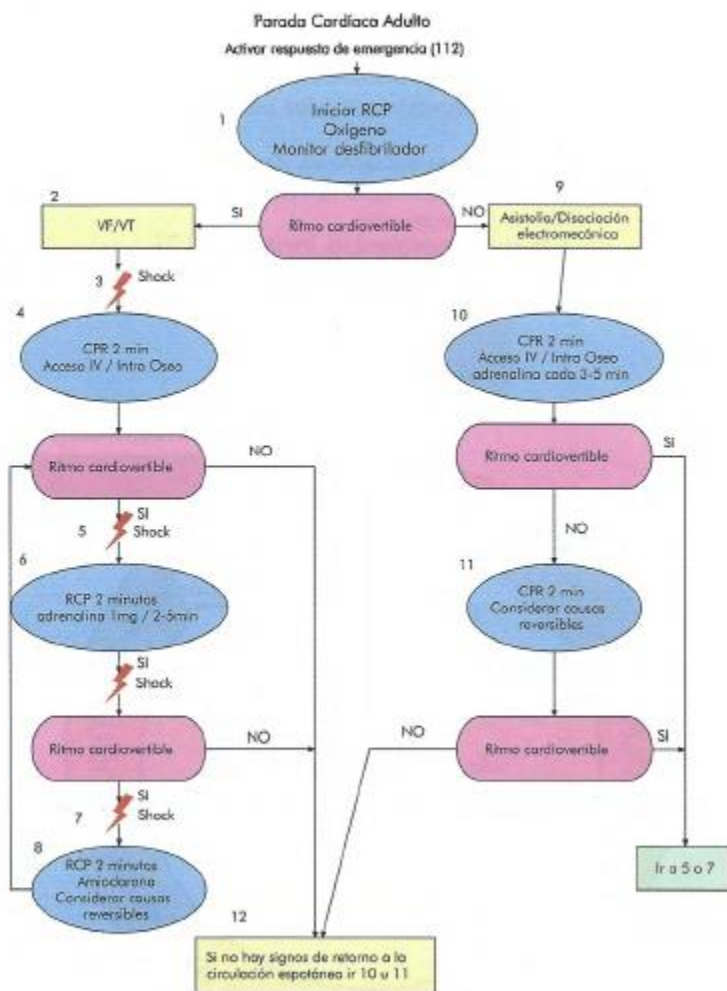 Parada Cardíaca Adulto
Activar respuesta de emergencia (112)
1
Iniciar RCP
Oxígeno
Monitor desfibrilador
2
SI
Ritmo cardiovertible
NO
9
VF/VT
Asistolia/Disociación
electromecánica
3
Shock
4
CPR 2 min
Acceso IV / Intra Oseo
10
CPR 2 min
Acceso IV / Intra Oseo
adrenalina cada 3-5 min
Ritmo cardiovertible
NO
Ritmo cardiovertible
SI
5
SI
Shock
NO
6
RCP 2 minutos
adrenalina 1mg / 2-5min
11
CPR 2 min
Considerar causas
reversibles
SI
Shock
Ritmo cardiovertible
NO
NO
Ritmo cardiovertible
SI
7
SI
Shock
8
RCP 2 minutos
Amiodarona
Considerar causas
reversibles
Ir a 5 o 7
12
Si no hay signos de retorno a la
circulación espotánea ir 10 u 11